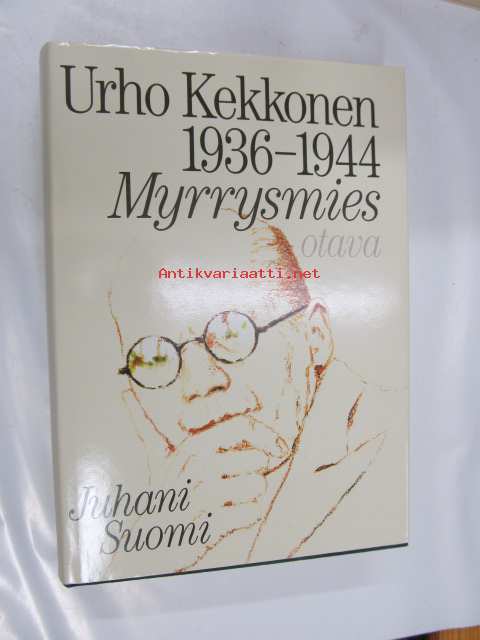 Urho Kekkonen
1936–1944
Myrrysmies
otava
Antikvariaatti.net
Juhani
Suomi